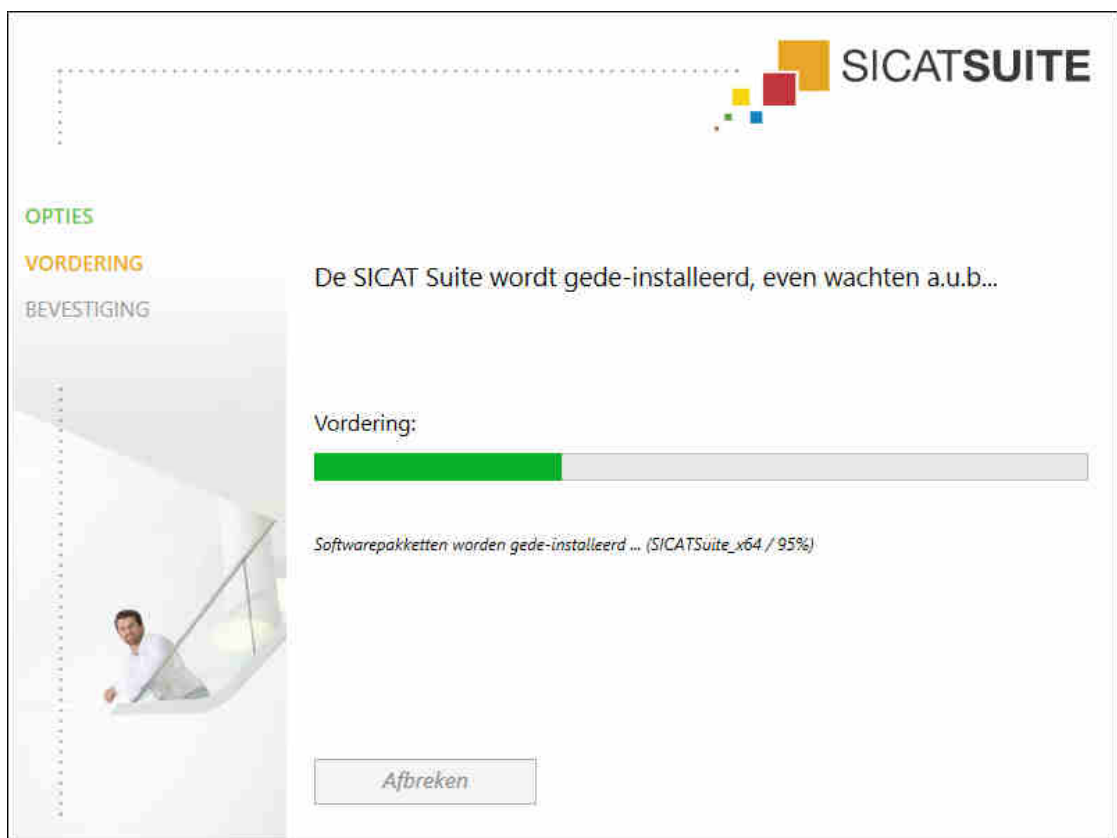 SICATSUITE
OPTIES
VORDERING
BEVESTIGING
De SICAT Suite wordt gede-installeerd, even wachten a.u.b...
Vordering:
Softwarepakketten worden gede-installeerd ... (SICATSuite_x64 / 95%)
Afbreken